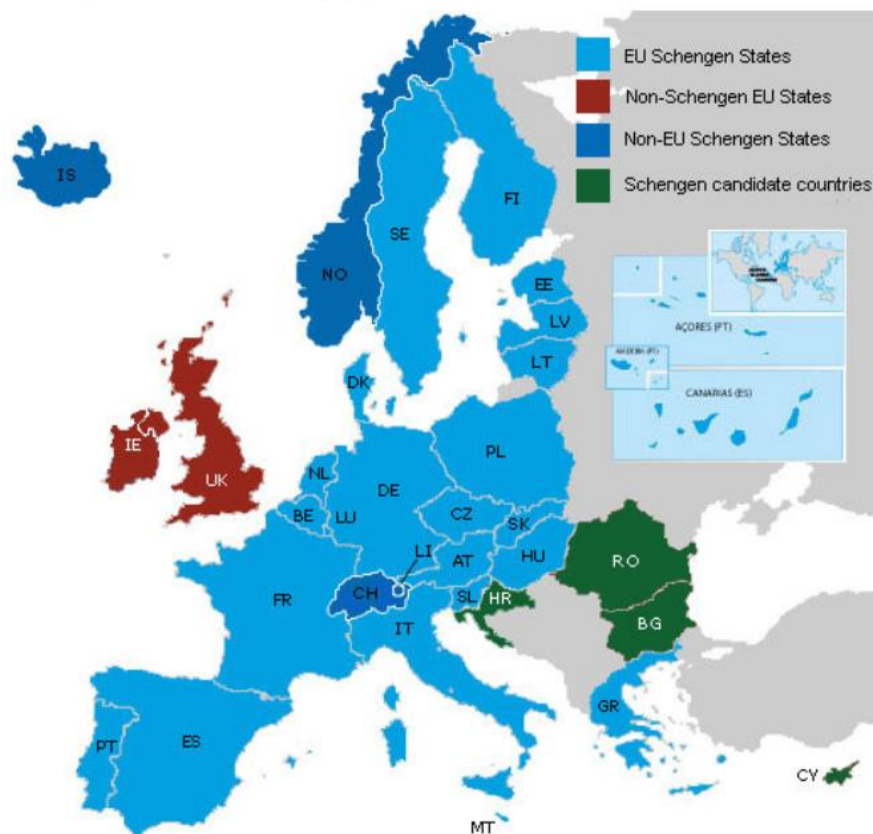 EU Schengen States
Non-Schengen EU States
Non-EU Schengen States
Schengen candidate countries
IS
FI
SE
NO
EE
LV
AÇORES (PT)
LT
MADEIRA (PT)
DK
CANARIAS (ES)
IE
UK
NL
DE
PL
BE
LU
CZ
SK
LI
AT
HU
RO
FR
CH
SL
HR
IT
BG
GR
PT
ES
CY
MT